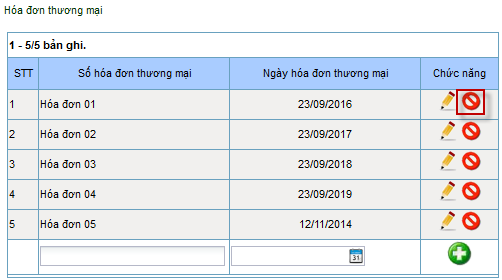 Hóa đơn thương mại
1 - 5/5 bản ghi.
STT Số hóa đơn thương mại Ngày hóa đơn thương mại Chức năng
1 Hóa đơn 01 23/09/2016
2 Hóa đơn 02 23/09/2017
3 Hóa đơn 03 23/09/2018
4 Hóa đơn 04 23/09/2019
5 Hóa đơn 05 12/11/2014
31